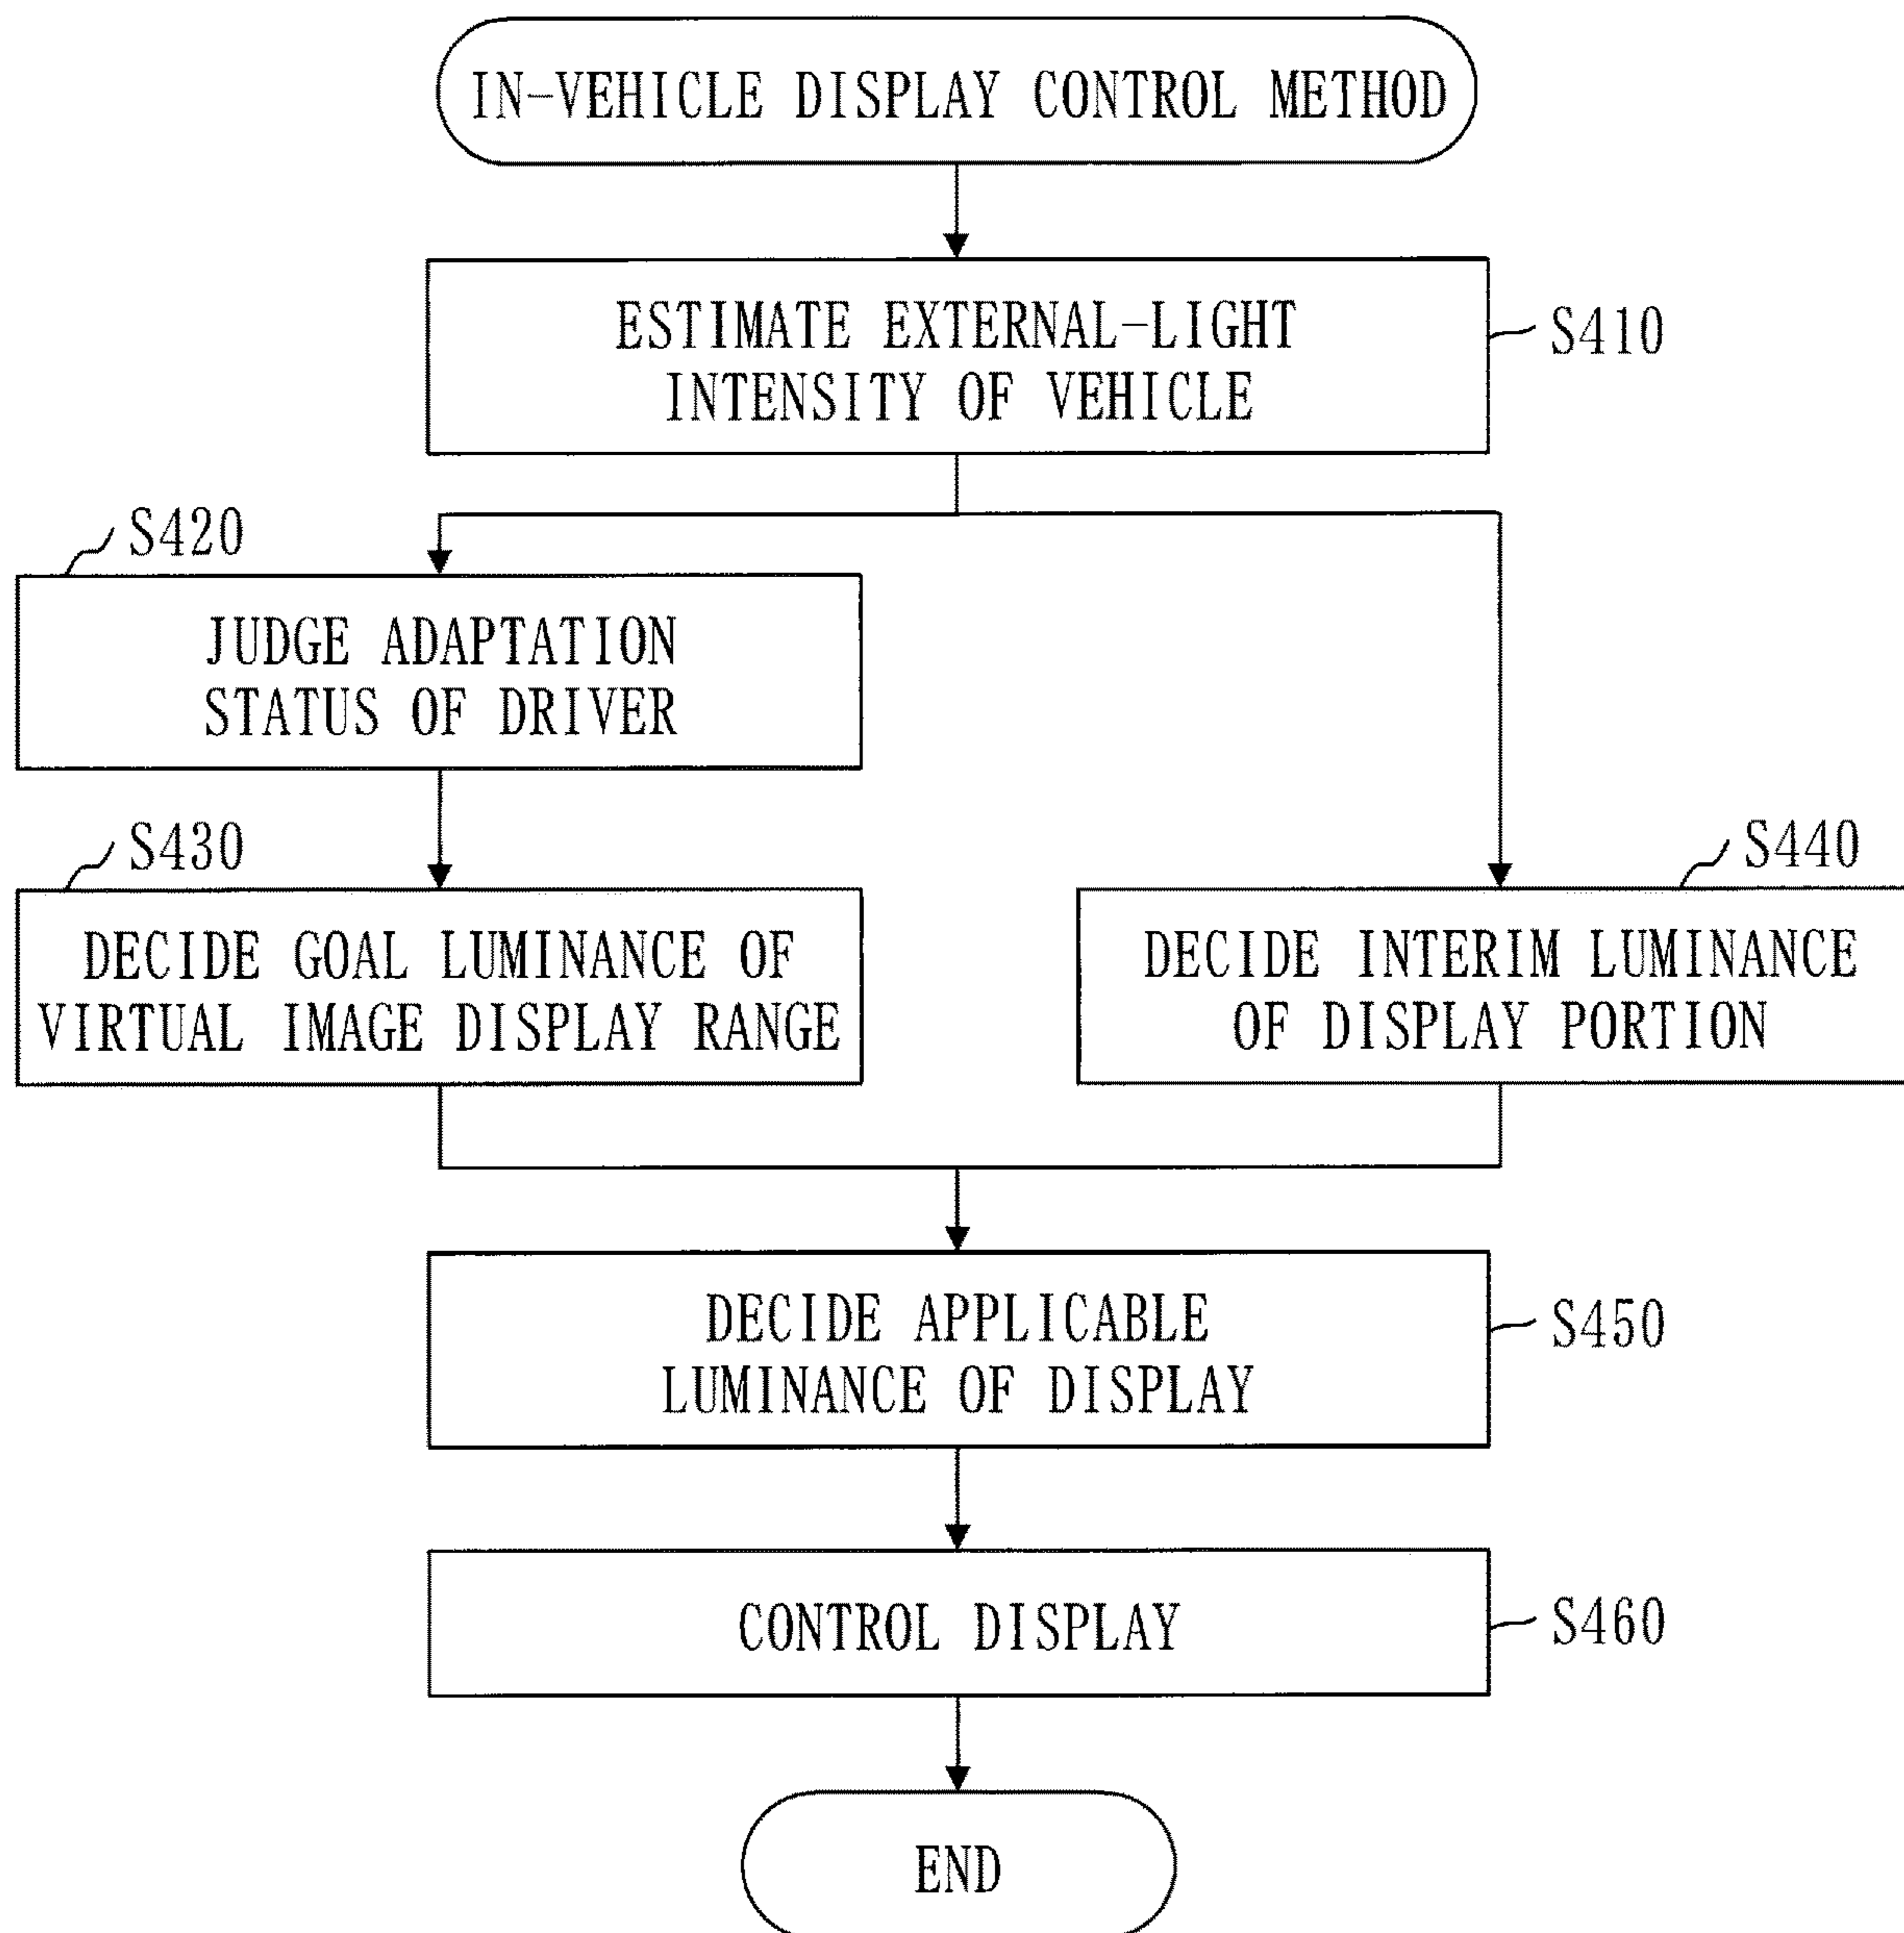 IN-VEHICLE DISPLAY CONTROL METHOD
ESTIMATE EXTERNAL-LIGHT
INTENSITY OF VEHICLE
S410
S420
JUDGE ADAPTATION
STATUS OF DRIVER
S430
DECIDE GOAL LUMINANCE OF
VIRTUAL IMAGE DISPLAY RANGE
S440
DECIDE INTERIM LUMINANCE
OF DISPLAY PORTION
DECIDE APPLICABLE
LUMINANCE OF DISPLAY
S450
CONTROL DISPLAY
S460
END